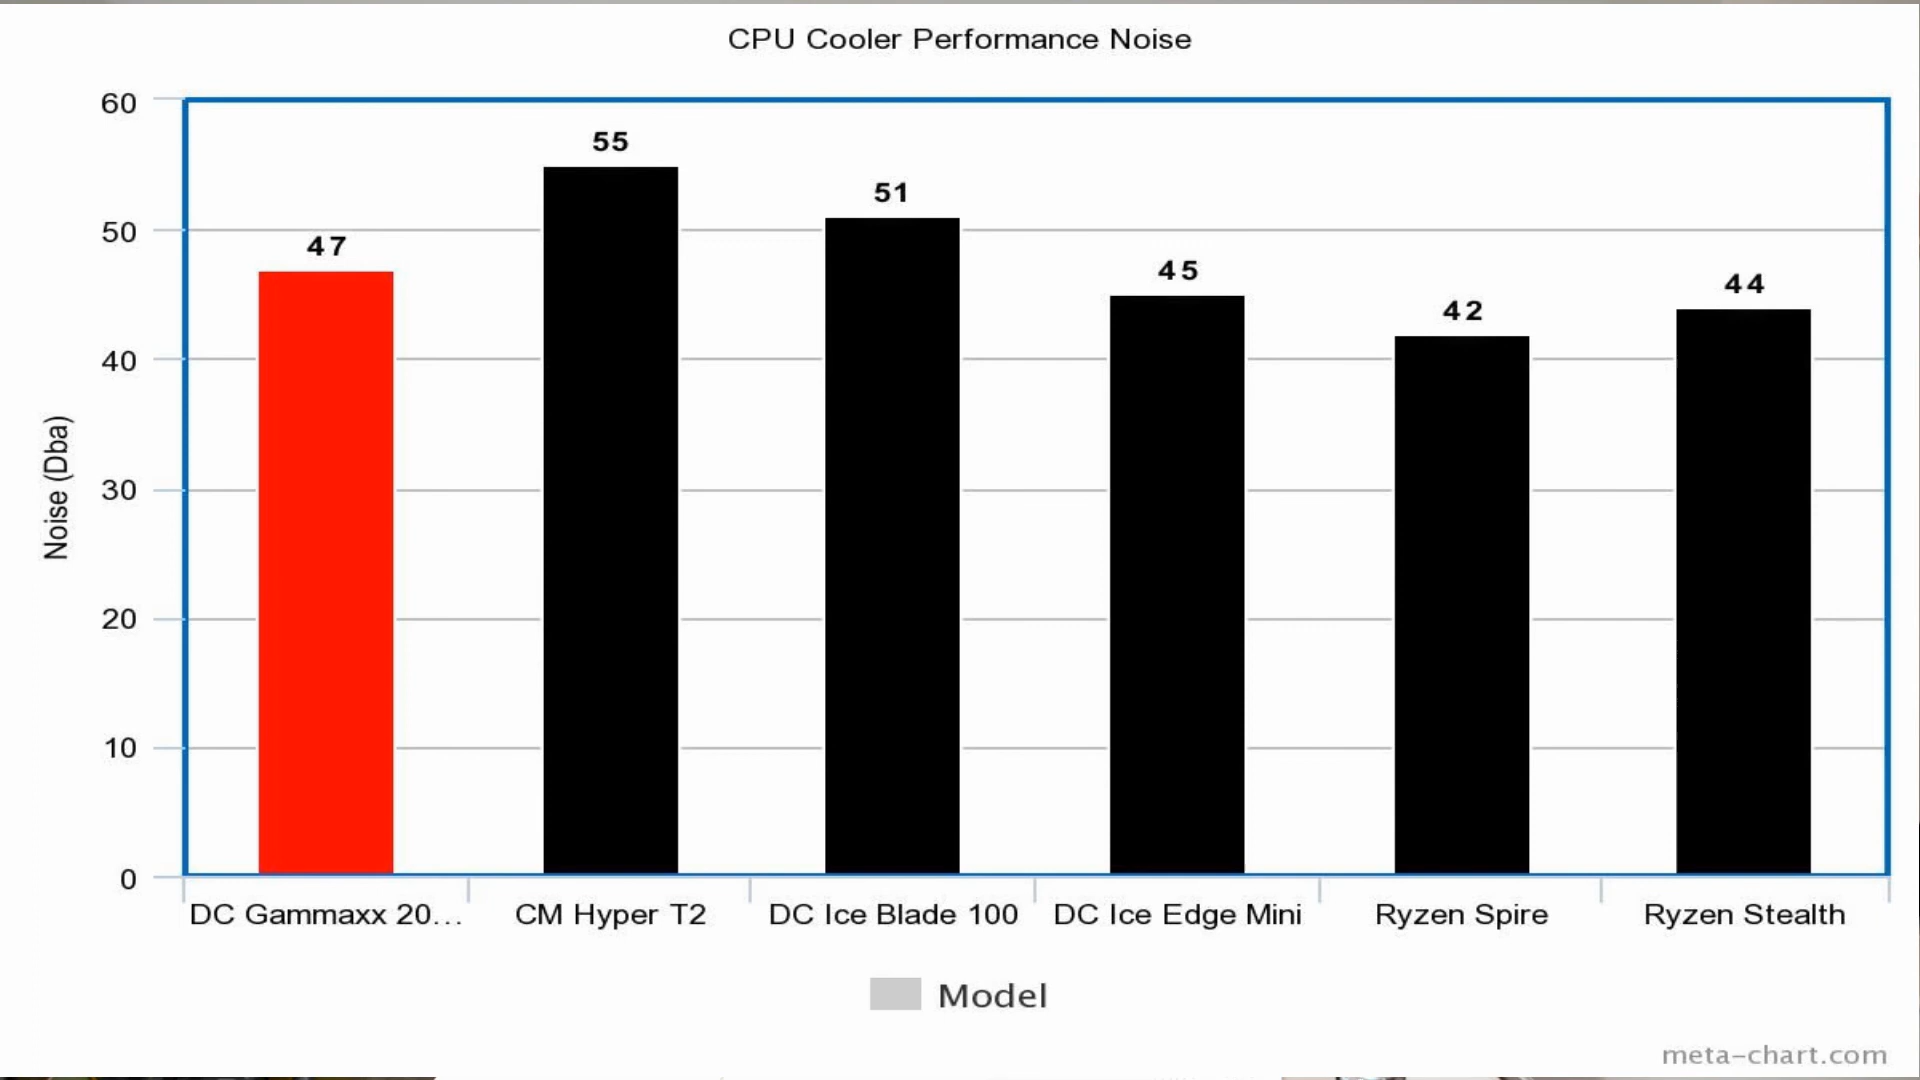 CPU Cooler Performance Noise
60
50
40
30
20
10
0
Noise (Dba)
47
55
51
45
42
44
DC Gammaxx 20...
CM Hyper T2
DC Ice Blade 100
DC Ice Edge Mini
Ryzen Spire
Ryzen Stealth
Model
meta-chart.com